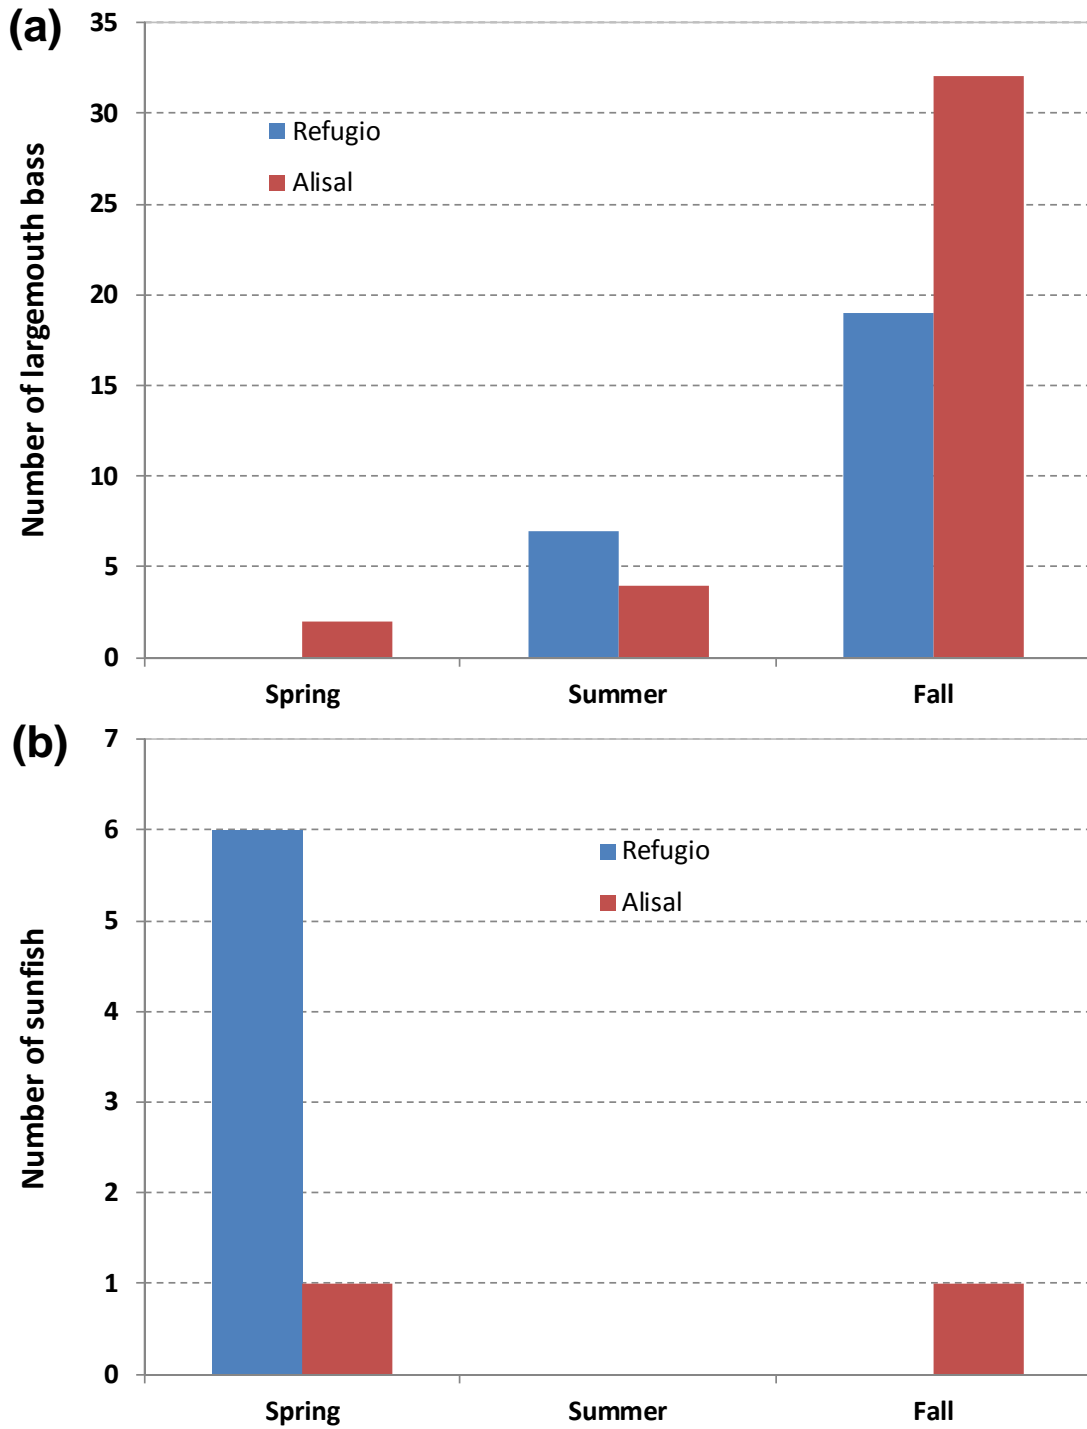 (a)
Number of largemouth bass
35
30
25
20
15
10
5
0
Refugio
Alisal
Spring Summer Fall
(b)
Number of sunfish
7
6
5
4
3
2
1
0
Refugio
Alisal
Spring Summer Fall